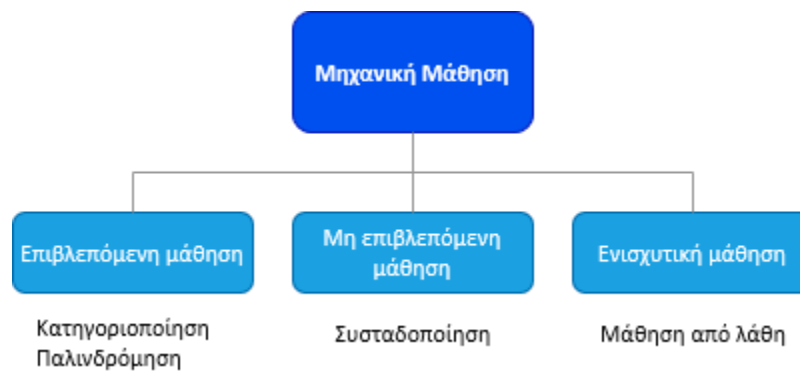 Μηχανική Μάθηση
Επιβλεπόμενη μάθηση
Μη επιβλεπόμενη
μάθηση
Ενισχυτική μάθηση
Κατηγοριοποίηση
Παλινδρόμηση
Συσταδοποίηση
Μάθηση από λάθη